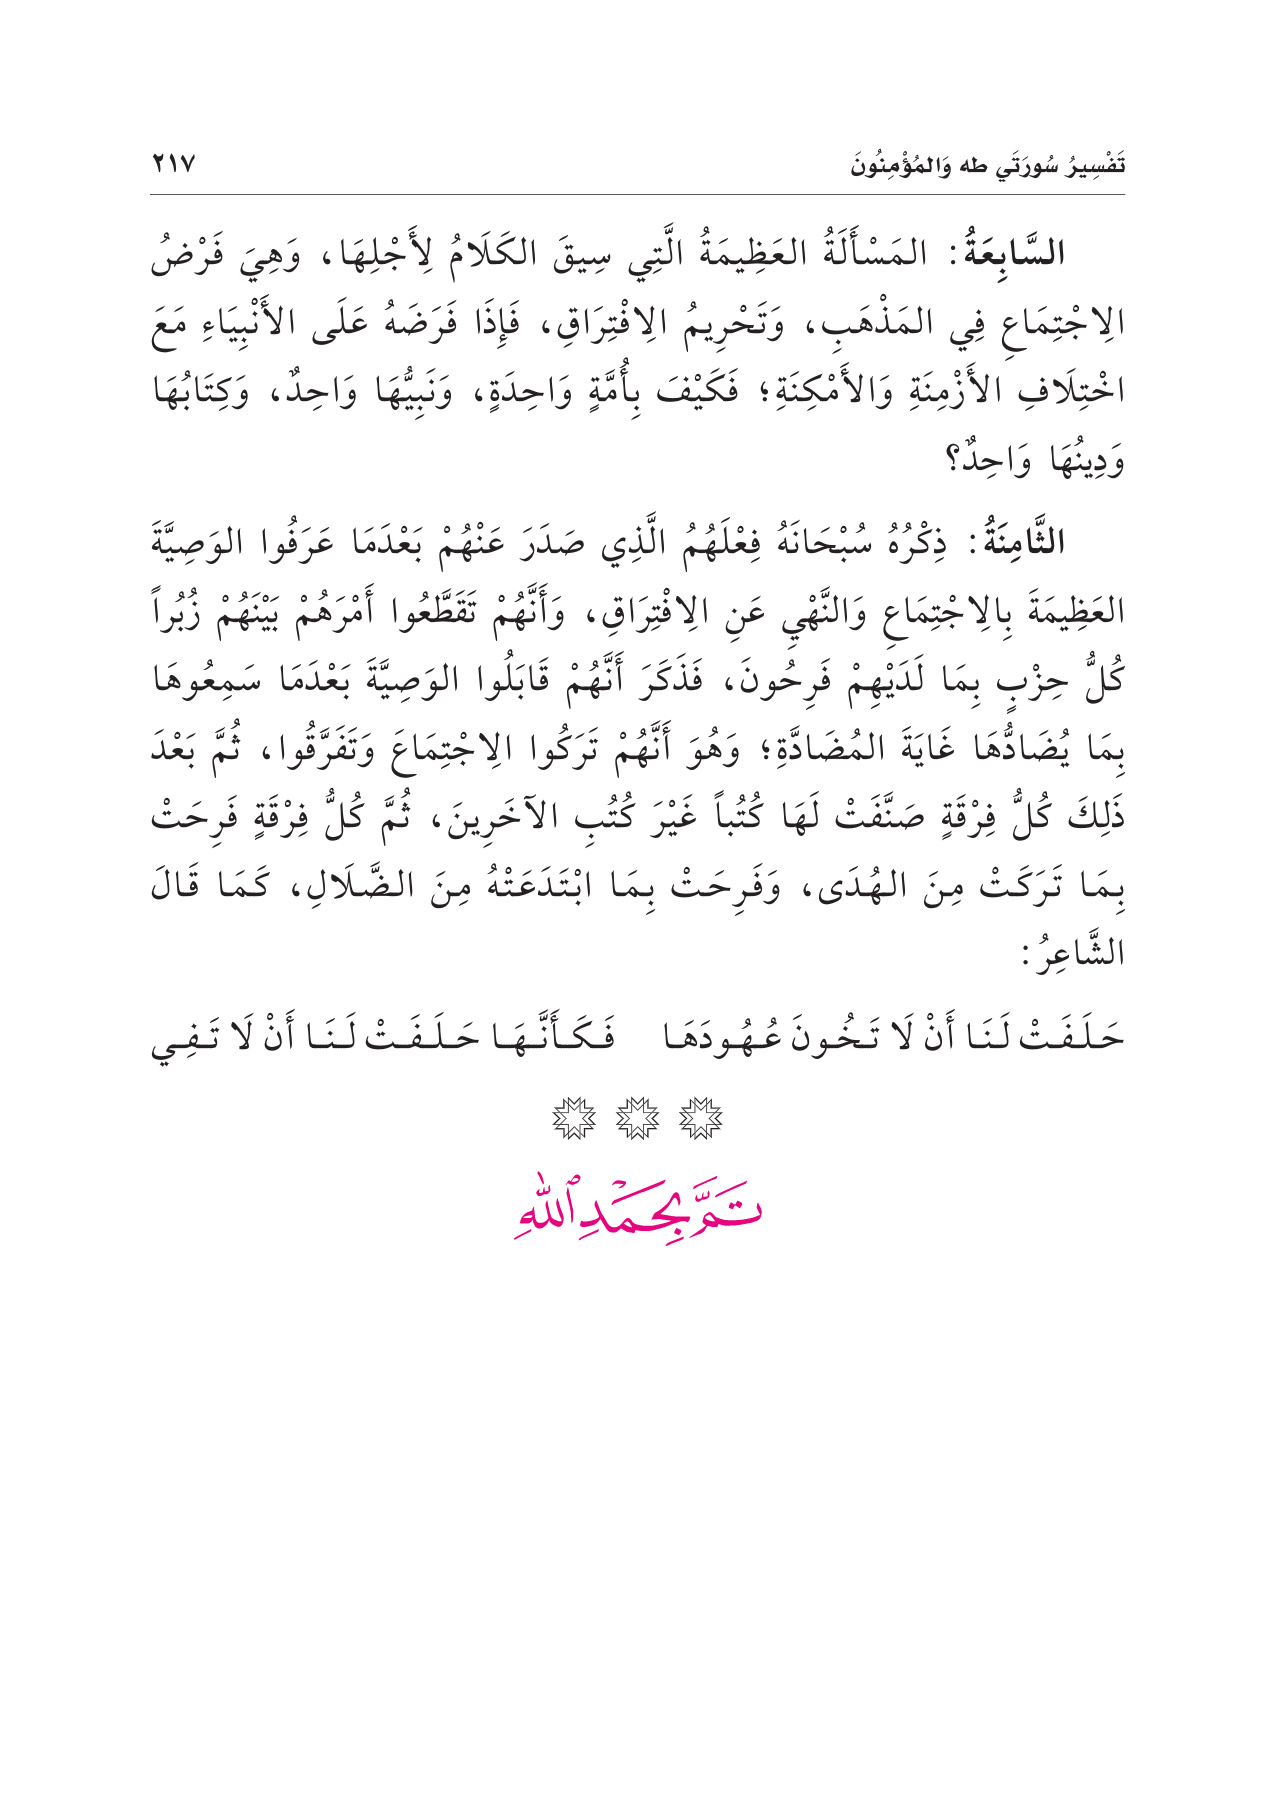 تَفْسِيرُ سُورَتَي طه وَالمُؤْمِنُونَ ٢١٧
السَّابِعَةُ: المَسْأَلَةُ العَظِيمَةُ الَّتِي سِيقَ الكَلَامُ لِأَجْلِهَا، وَهِيَ فَرْضُ
الِاجْتِمَاعِ فِي المَذْهَبِ، وَتَحْرِيمُ الِافْتِرَاقِ، فَإِذَا فَرَضَهُ عَلَى الأَنْبِيَاءِ مَعَ
اخْتِلَافِ الأَزْمِنَةِ وَالأَمْكِنَةِ؛ فَكَيْفَ بِأُمَّةٍ وَاحِدَةٍ، وَنَبِيُّهَا وَاحِدٌ، وَكِتَابُهَا
وَدِينُهَا وَاحِدٌ؟
الثَّامِنَةُ: ذِكْرُهُ سُبْحَانَهُ فِعْلَهُمُ الَّذِي صَدَرَ عَنْهُمْ بَعْدَمَا عَرَفُوا الوَصِيَّةَ
العَظِيمَةَ بِالِاجْتِمَاعِ وَالنَّهْيِ عَنِ الِافْتِرَاقِ، وَأَنَّهُمْ تَقَطَّعُوا أَمْرَهُمْ بَيْنَهُمْ زُبُراً
كُلُّ حِزْبٍ بِمَا لَدَيْهِمْ فَرِحُونَ، فَذَكَرَ أَنَّهُمْ قَابَلُوا الوَصِيَّةَ بَعْدَمَا سَمِعُوهَا
بِمَا يُضَادُّهَا غَايَةَ المُضَادَّةِ؛ وَهُوَ أَنَّهُمْ تَرَكُوا الِاجْتِمَاعَ وَتَفَرَّقُوا، ثُمَّ بَعْدَ
ذَلِكَ كُلُّ فِرْقَةٍ صَنَّفَتْ لَهَا كُتُباً غَيْرَ كُتُبِ الآخَرِينَ، ثُمَّ كُلُّ فِرْقَةٍ فَرِحَتْ
بِمَا تَرَكَتْ مِنَ الهُدَى، وَفَرِحَتْ بِمَا ابْتَدَعَتْهُ مِنَ الضَّلَالِ، كَمَا قَالَ
الشَّاعِرُ:
حَلَفَتْ لَنَا أَنْ لَا تَخُونَ عُهُودَهَا فَكَأَنَّهَا حَلَفَتْ لَنَا أَنْ لَا تَفِي
تَمَّ بِحَمْدِ اللهِ